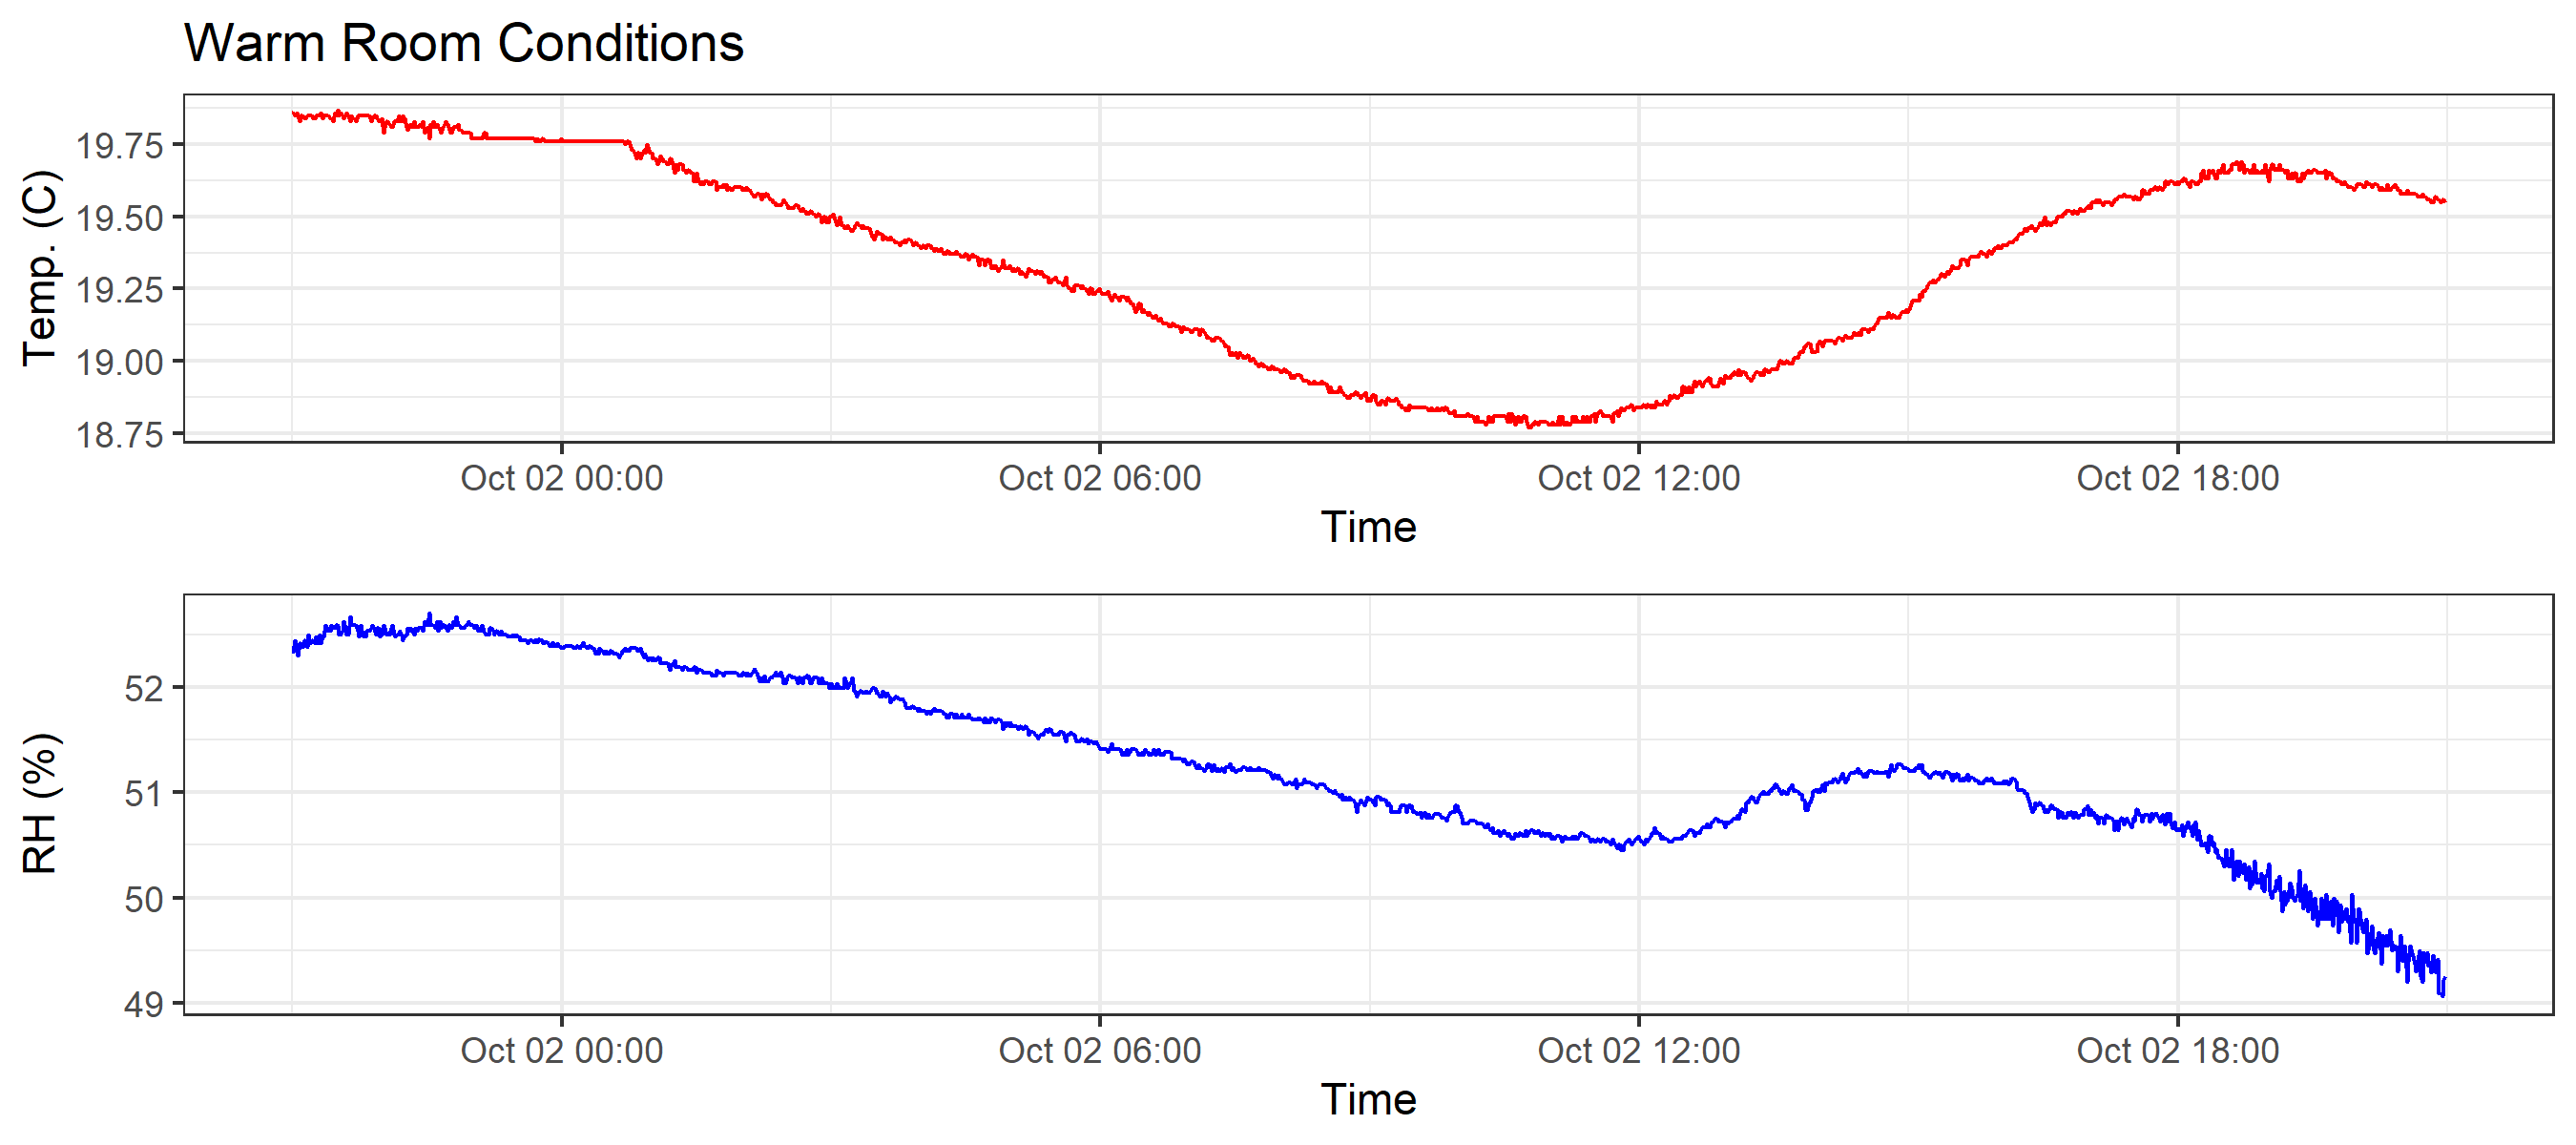 Warm Room Conditions
Temp. (C)
19.75
19.50
19.25
19.00
18.75
Oct 02 00:00 Oct 02 06:00 Oct 02 12:00 Oct 02 18:00
Time
RH (%)
52
51
50
49
Oct 02 00:00 Oct 02 06:00 Oct 02 12:00 Oct 02 18:00
Time